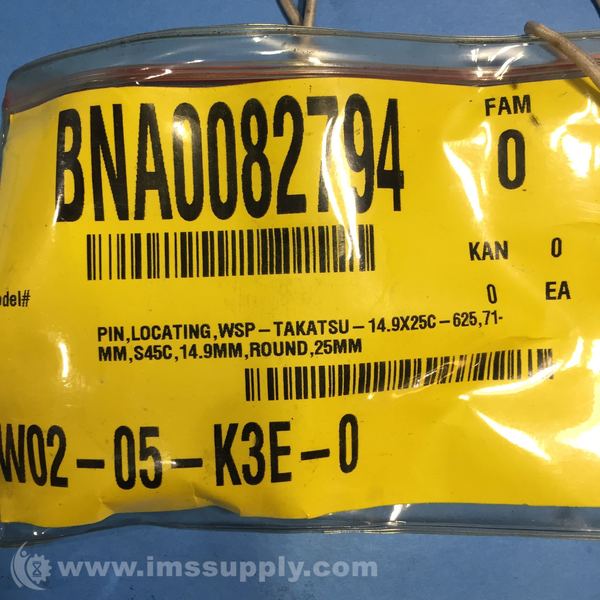 BNA0082794
FAM
0
KAN 0
odel# 0 EA
PIN,LOCATING,WSP-TAKATSU-14.9X25C-625,71-
MM,S45C,14.9MM,ROUND,25MM
W02-05-K3E-0
www.imssupply.com